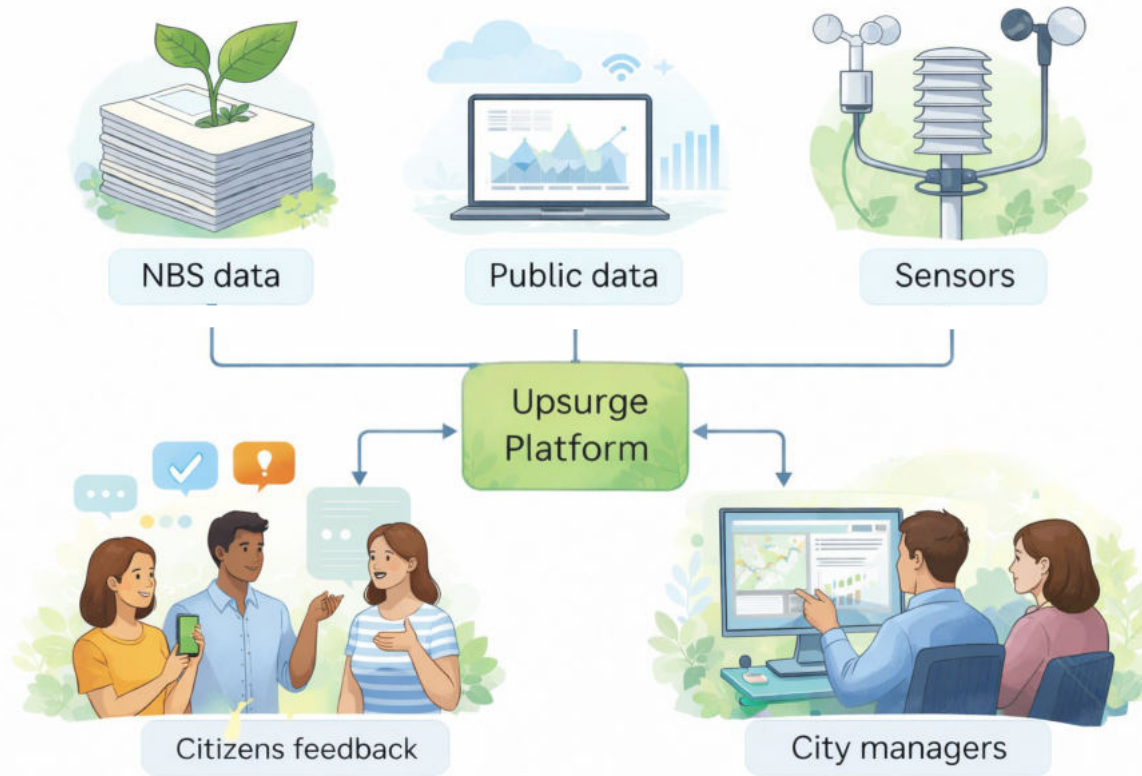 NBS data
Public data
Sensors
Upsurge
Platform
Citizens feedback
City managers